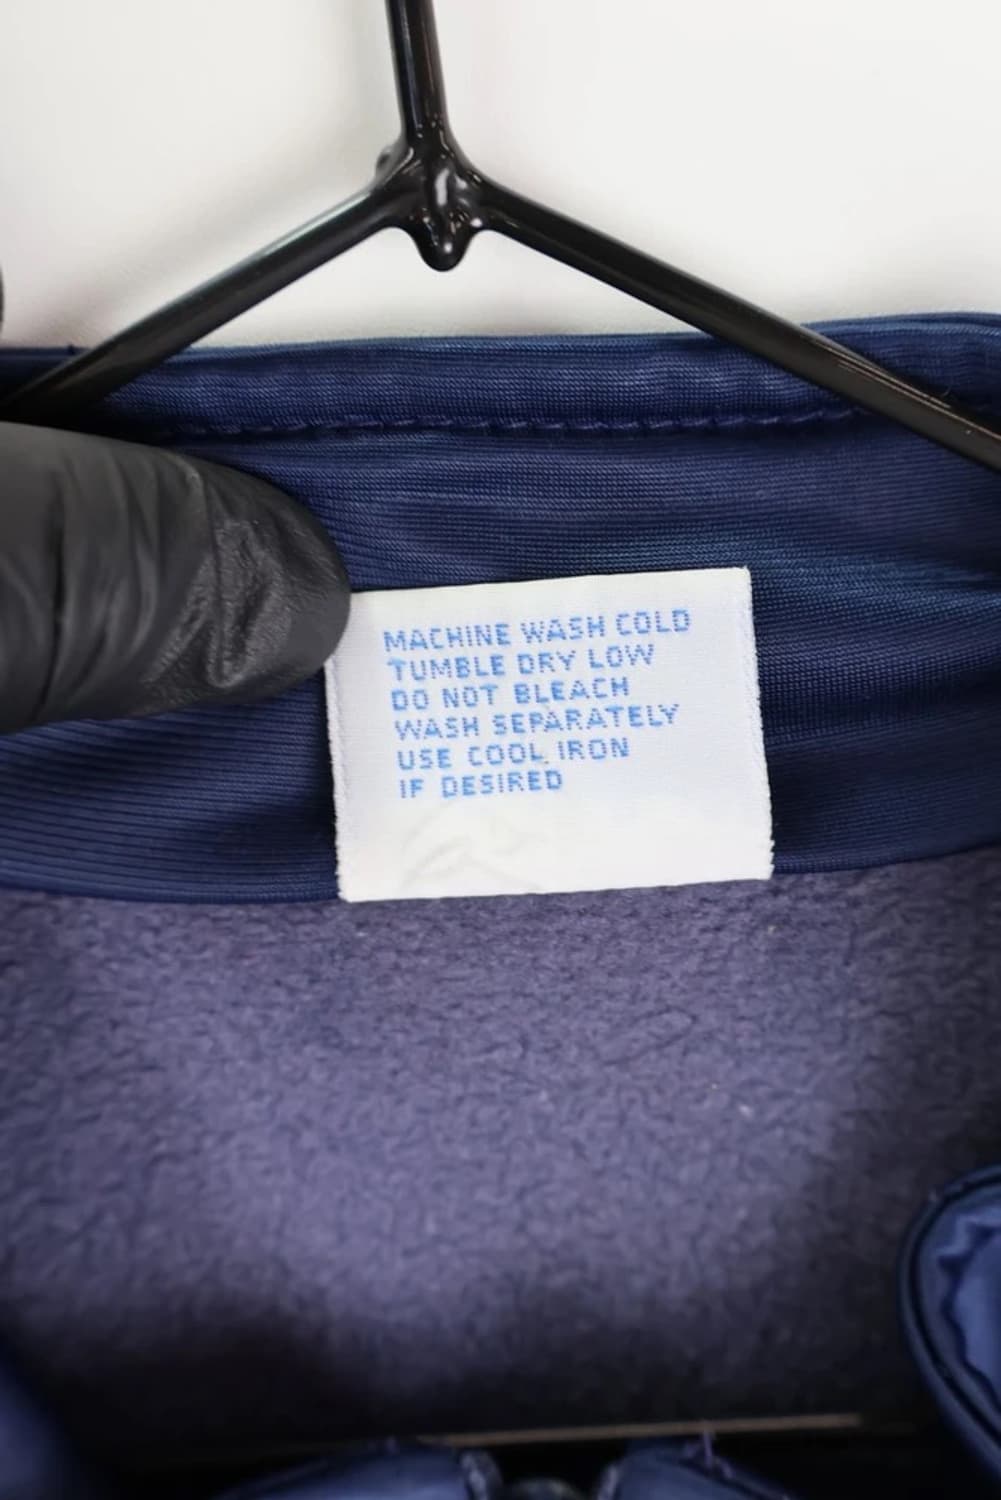 MACHINE WASH COLD
TUMBLE DRY LOW
DO NOT BLEACH
WASH SEPARATELY
USE COOL IRON
IF DESIRED